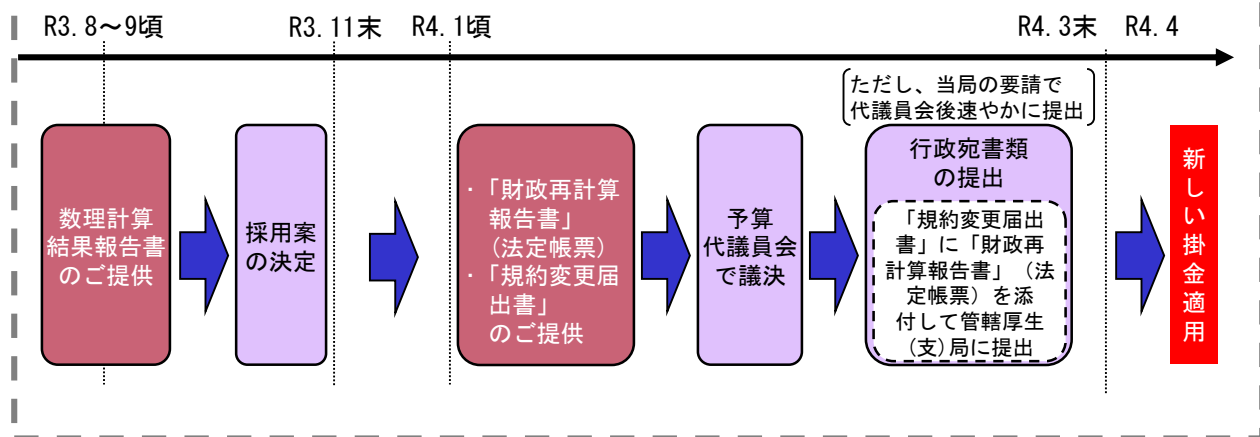 R3.8～9頃
R3.11末
R4.1頃
R4.3末
R4.4
数理計算
結果報告書
のご提供
採用案
の決定
・「財政再計算
報告書」
（法定帳票）
・「規約変更届
出書」
のご提供
予算
代議員会
で議決
ただし、当局の要請で
代議員会後速やかに提出
行政宛書類
の提出
「規約変更届出
書」に「財政再
計算報告書」（法
定帳票）を添
付して管轄厚生
(支)局に提出
新しい掛金適用